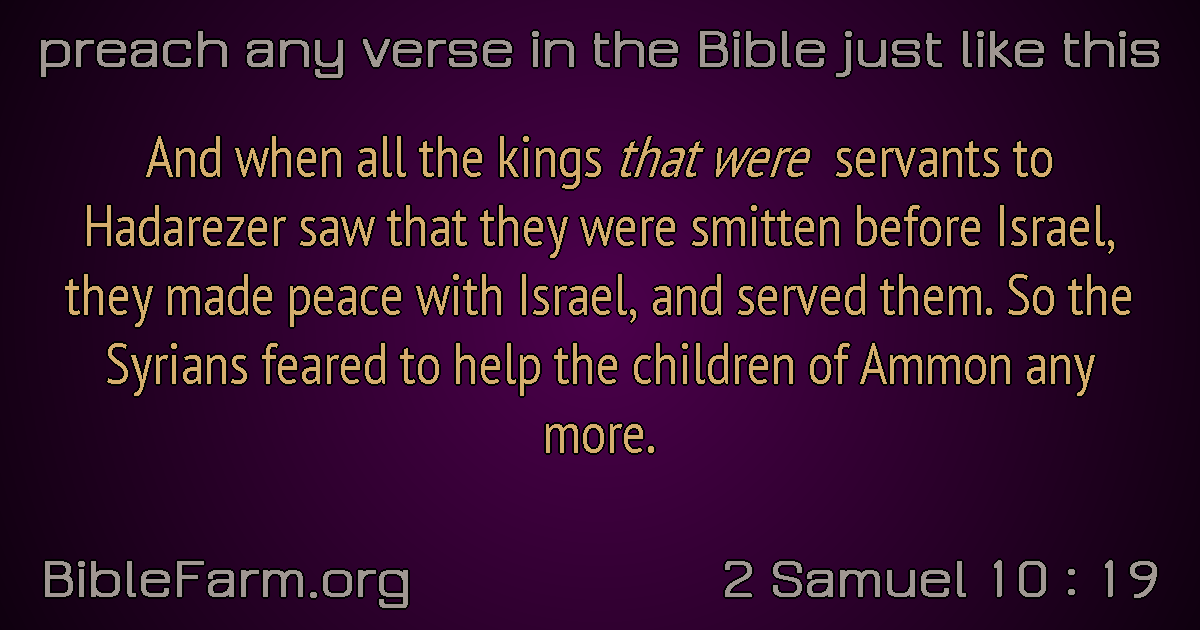 preach any verse in the Bible just like this
And when all the kings that were servants to
Hadarezer saw that they were smitten before Israel,
they made peace with Israel, and served them. So the
Syrians feared to help the children of Ammon any
more.
BibleFarm.org
2 Samuel 10 : 19